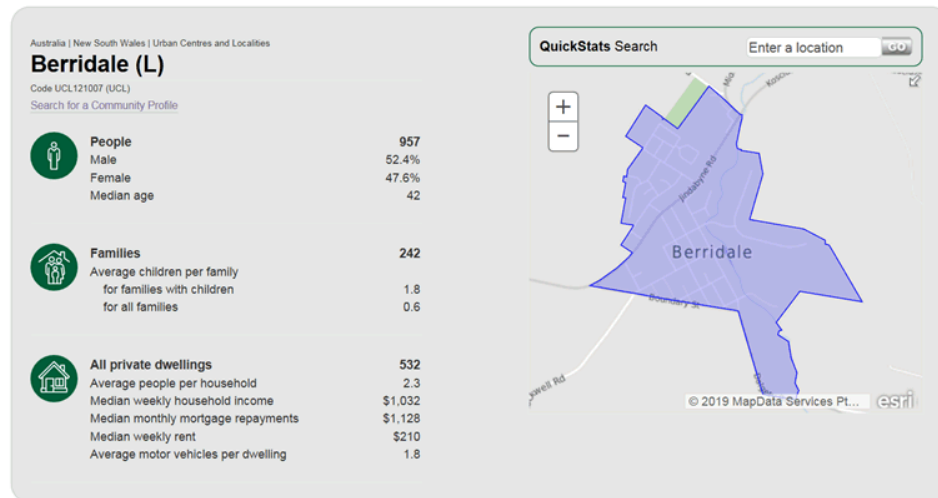 Australia | New South Wales | Urban Centres and Localities
Berridale (L)
Code UCL121007 (UCL)
Search for a Community Profile
People 957
Male 52.4%
Female 47.6%
Median age 42
Families 242
Average children per family
for families with children 1.8
for all families 0.6
All private dwellings 532
Average people per household 2.3
Median weekly household income $1,032
Median monthly mortgage repayments $1,128
Median weekly rent $210
Average motor vehicles per dwelling 1.8
QuickStats Search Enter a location GO
+
−
Jindabyne Rd
Berridale
Boundary St
© 2019 MapData Services Pt... esri